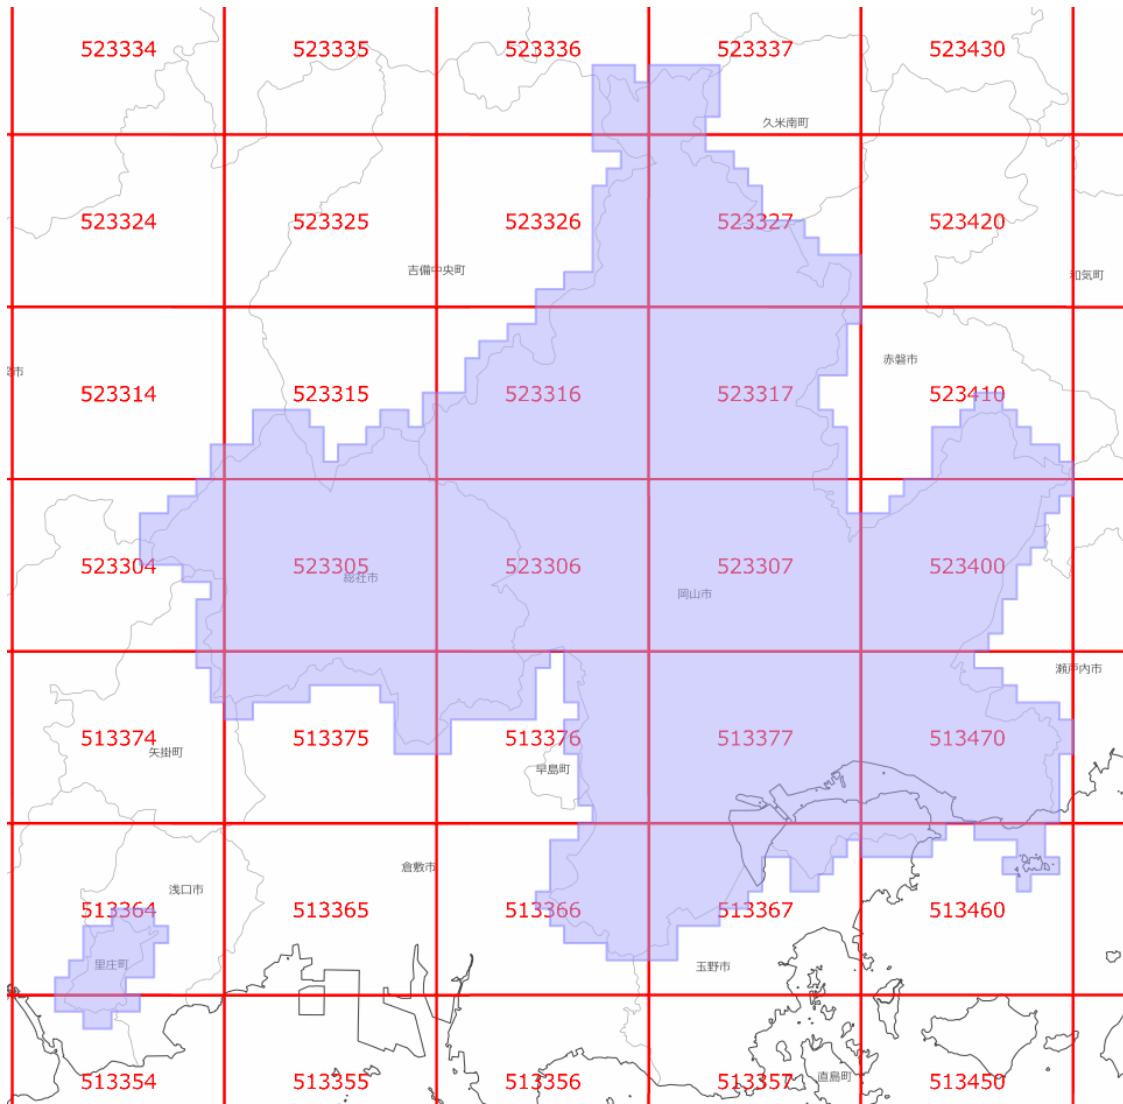 523334 523335 523336 523337 523430
久米南町
523324 523325 523326 523327 523420
吉備中央町 和気町
赤磐市
市
523314 523315 523316 523317 523410
523304 523305 523306 523307 523400
総社市
岡山市
瀬戸内市
513374 513375 513376 513377 513470
矢掛町
早島町
倉敷市
浅口市
513364 513365 513366 513367 513460
里庄町 玉野市
513354 513355 513356 513357 直島町 513450